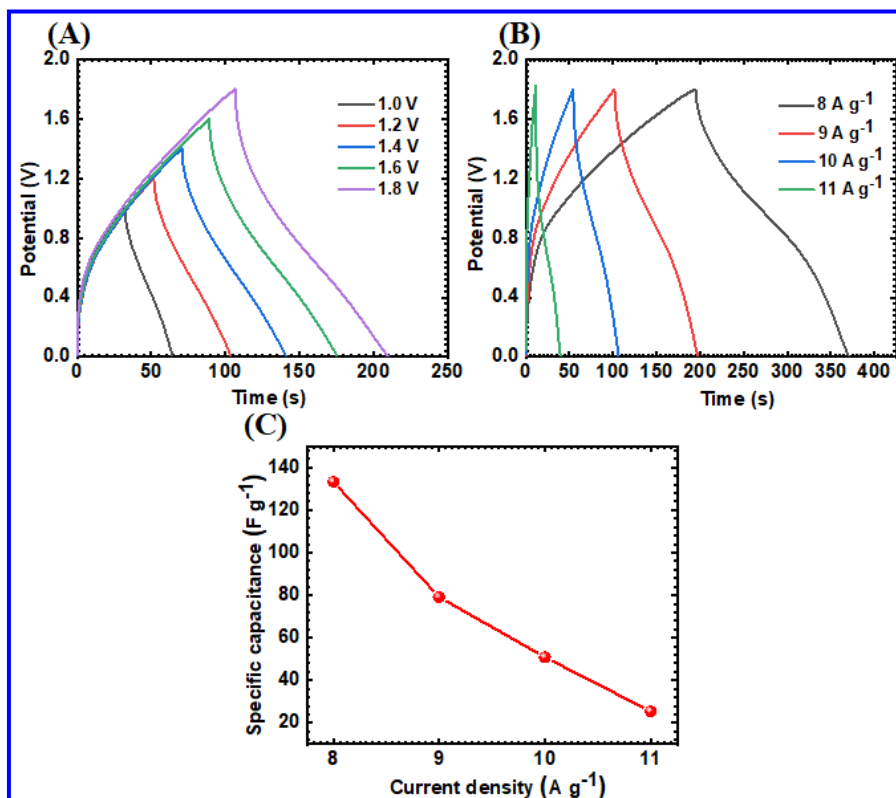 (A)
2.0
1.6
1.2
0.8
0.4
0.0
Potential (V)
1.0 V
1.2 V
1.4 V
1.6 V
1.8 V
0 50 100 150 200 250
Time (s)
(B)
2.0
1.6
1.2
0.8
0.4
0.0
Potential (V)
8 A g⁻¹
9 A g⁻¹
10 A g⁻¹
11 A g⁻¹
0 50 100 150 200 250 300 350 400
Time (s)
(C)
140
120
100
80
60
40
20
Specific capacitance (F g⁻¹)
8 9 10 11
Current density (A g⁻¹)